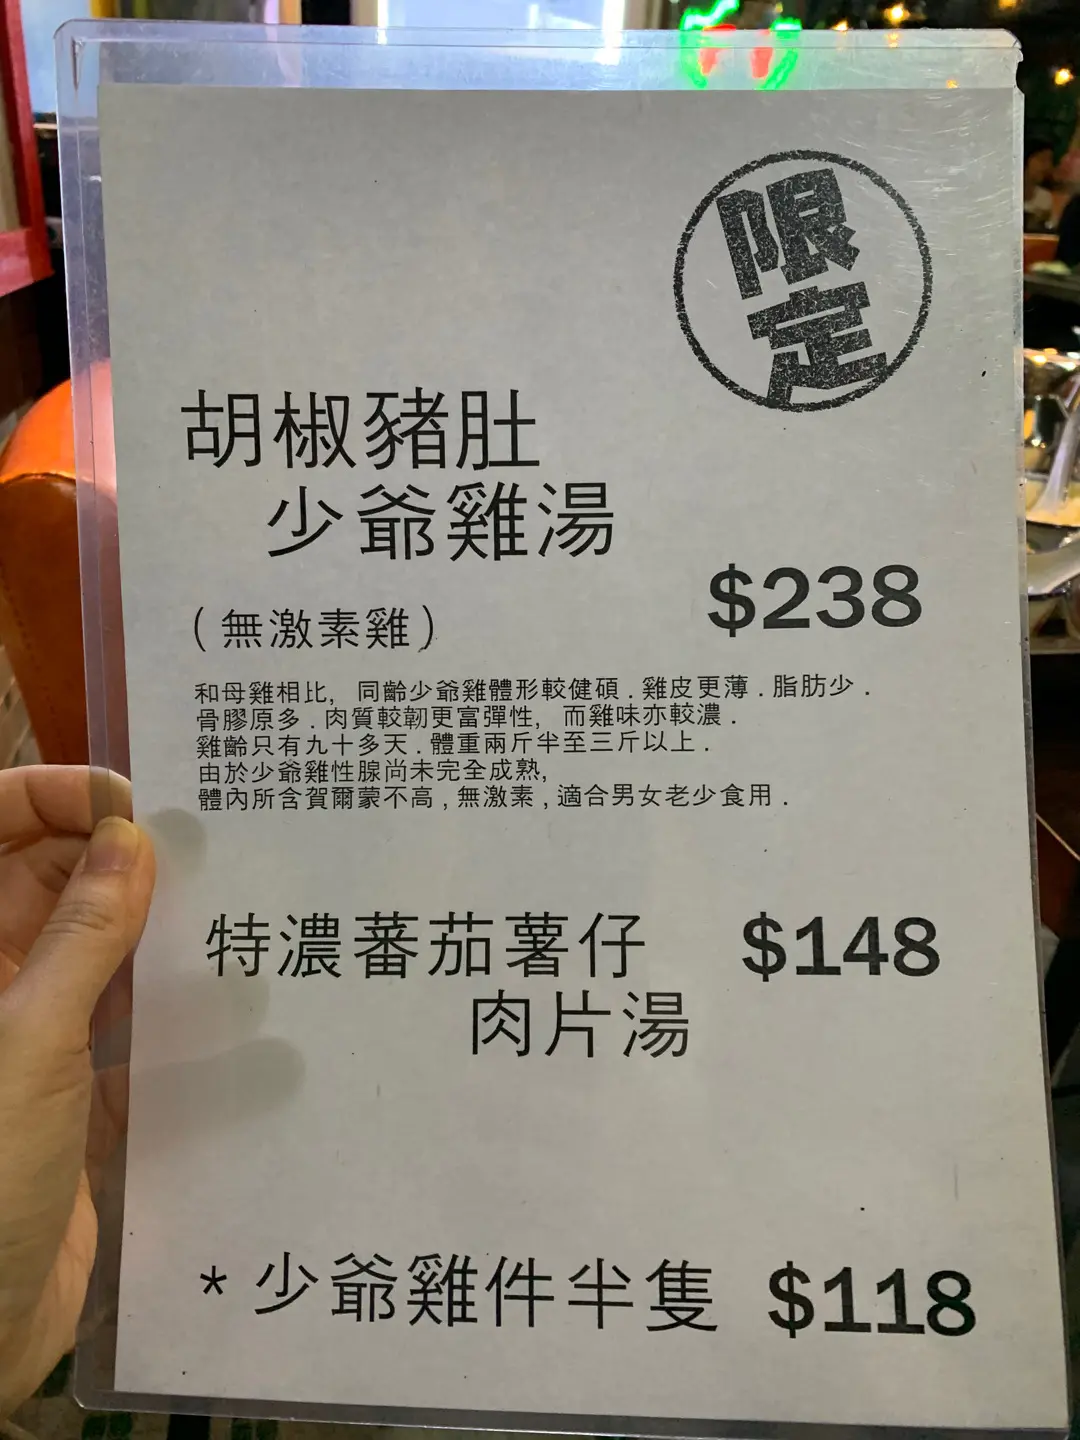 限定
胡椒豬肚
少爺雞湯
$238
(無激素雞)
和母雞相比, 同齡少爺雞體形較健碩.雞皮更薄.脂肪少.
骨膠原多.肉質較韌更富彈性, 而雞味亦較濃.
雞齡只有九十多天.體重兩斤半至三斤以上.
由於少爺雞性腺尚未完全成熟,
體內所含賀爾蒙不高,無激素,適合男女老少食用.
特濃蕃茄薯仔 $148
肉片湯
*少爺雞件半隻 $118